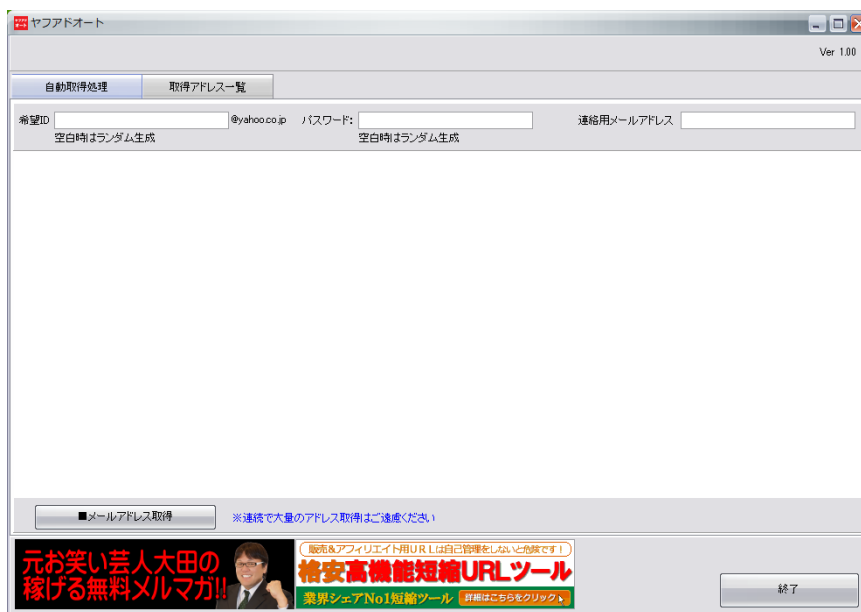 ヤフアドオート
Ver 1.00
自動取得処理 取得アドレス一覧
希望ID @yahoo.co.jp パスワード: 連絡用メールアドレス
空白時はランダム生成 空白時はランダム生成
■メールアドレス取得 ※連続で大量のアドレス取得はご遠慮ください
元お笑い芸人大田の
稼げる無料メルマガ!!
販売&アフィリエイト用URLは自己管理をしないと危険です!
格安高機能短縮URLツール
業界シェアNo1短縮ツール 詳細はこちらをクリック
終了